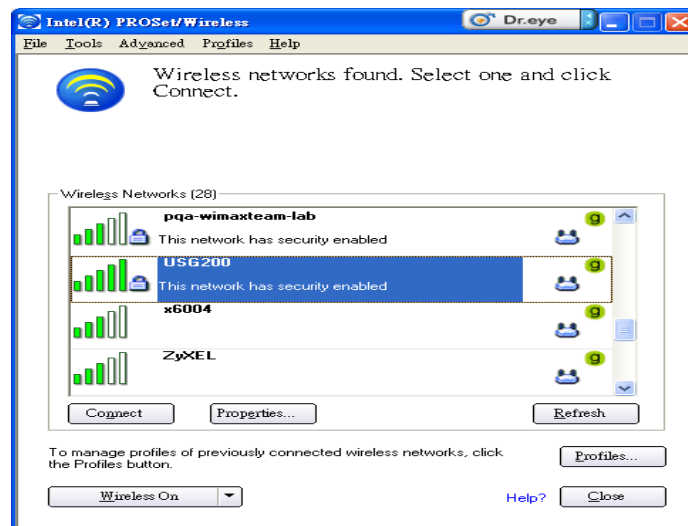 Intel(R) PROSet/Wireless
Dr.eye
File Tools Advanced Profiles Help
Wireless networks found. Select one and click
Connect.
Wireless Networks (28)
pqa-wimaxteam-lab
g
This network has security enabled
USG200
g
This network has security enabled
x6004
g
ZyXEL
g
Connect Properties... Refresh
To manage profiles of previously connected wireless networks, click
the Profiles button.
Profiles...
Wireless On Help? Close